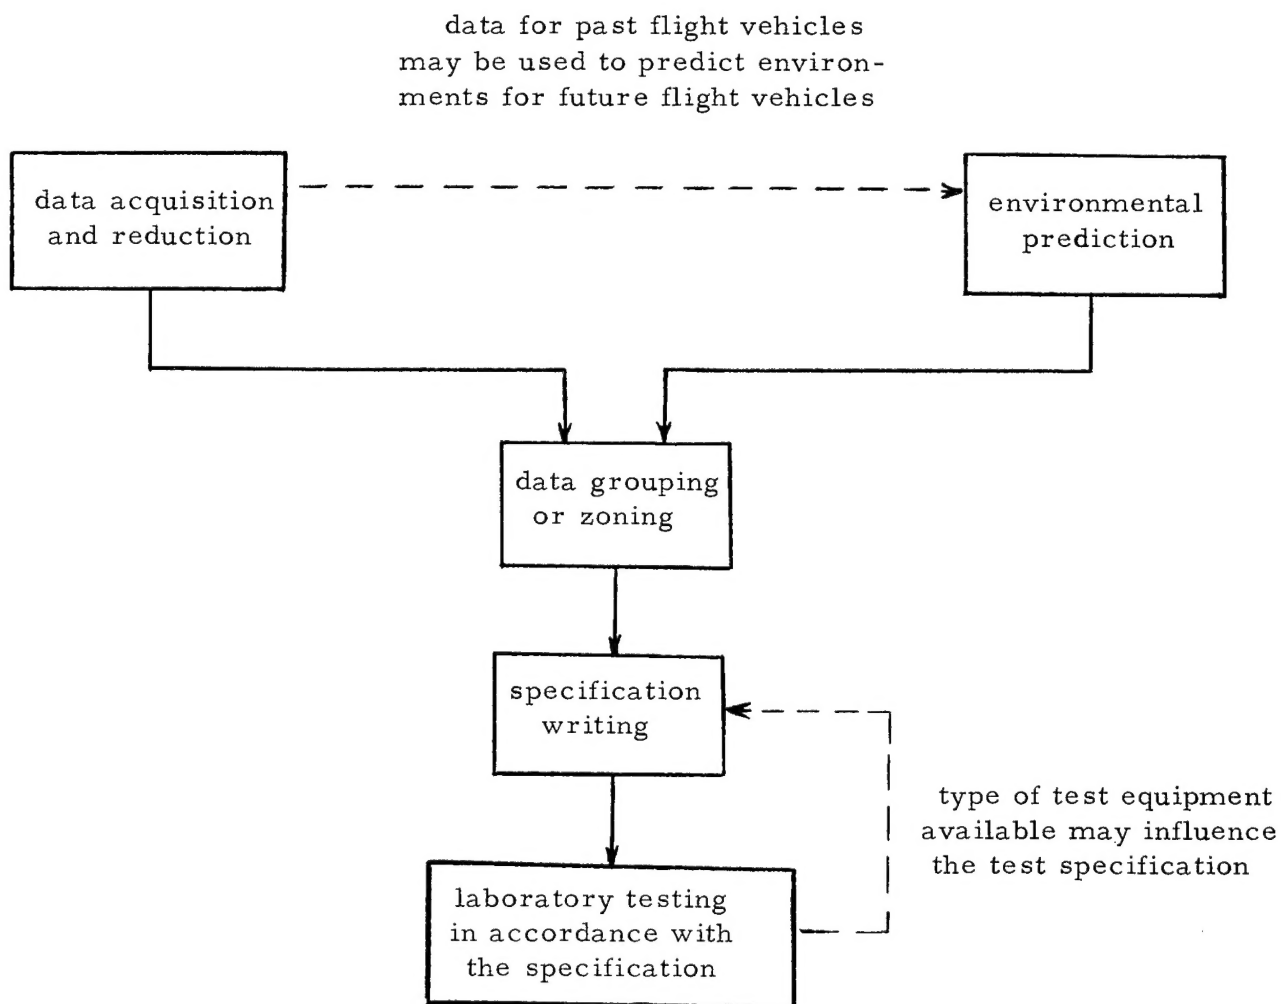 data for past flight vehicles
may be used to predict environ-
ments for future flight vehicles
data acquisition
and reduction
environmental
prediction
data grouping
or zoning
specification
writing
type of test equipment
available may influence
the test specification
laboratory testing
in accordance with
the specification